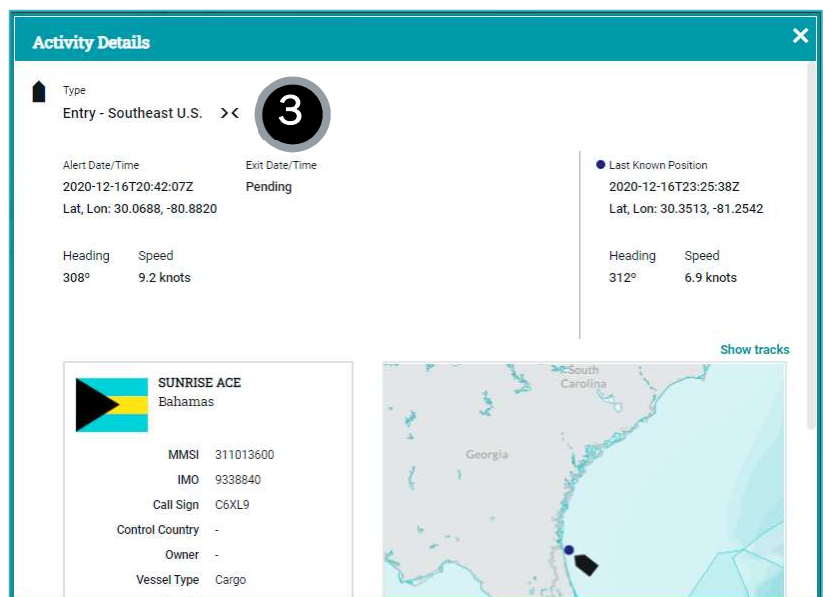 Activity Details
Type
Entry - Southeast U.S.
3
Alert Date/Time
2020-12-16T20:42:07Z
Lat, Lon: 30.0688, -80.8820
Exit Date/Time
Pending
Heading Speed
308º 9.2 knots
Last Known Position
2020-12-16T23:25:38Z
Lat, Lon: 30.3513, -81.2542
Heading Speed
312º 6.9 knots
Show tracks
SUNRISE ACE
Bahamas
MMSI 311013600
IMO 9338840
Call Sign C6XL9
Control Country -
Owner -
Vessel Type Cargo
South
Carolina
Georgia